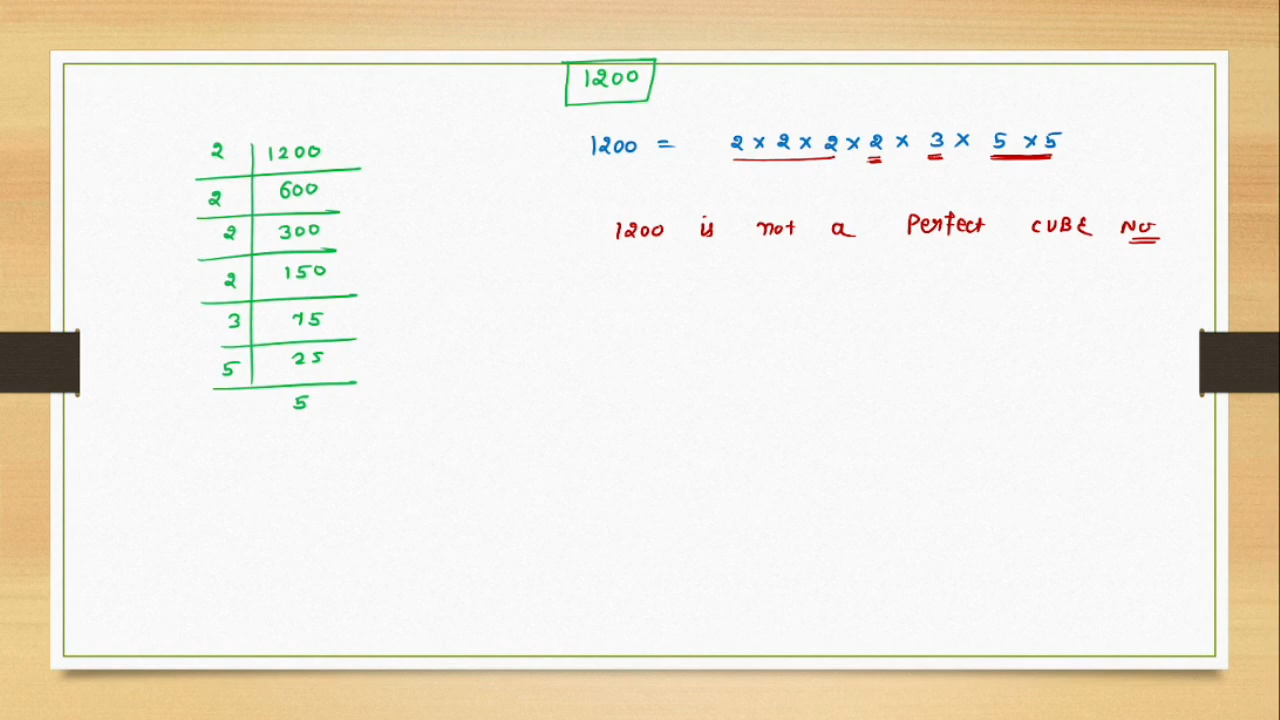 1200
1200 = 2 × 2 × 2 × 2 × 3 × 5 × 5
1200 is not a Perfect CUBE No
2 | 1200
2 | 600
2 | 300
2 | 150
3 | 75
5 | 25
5